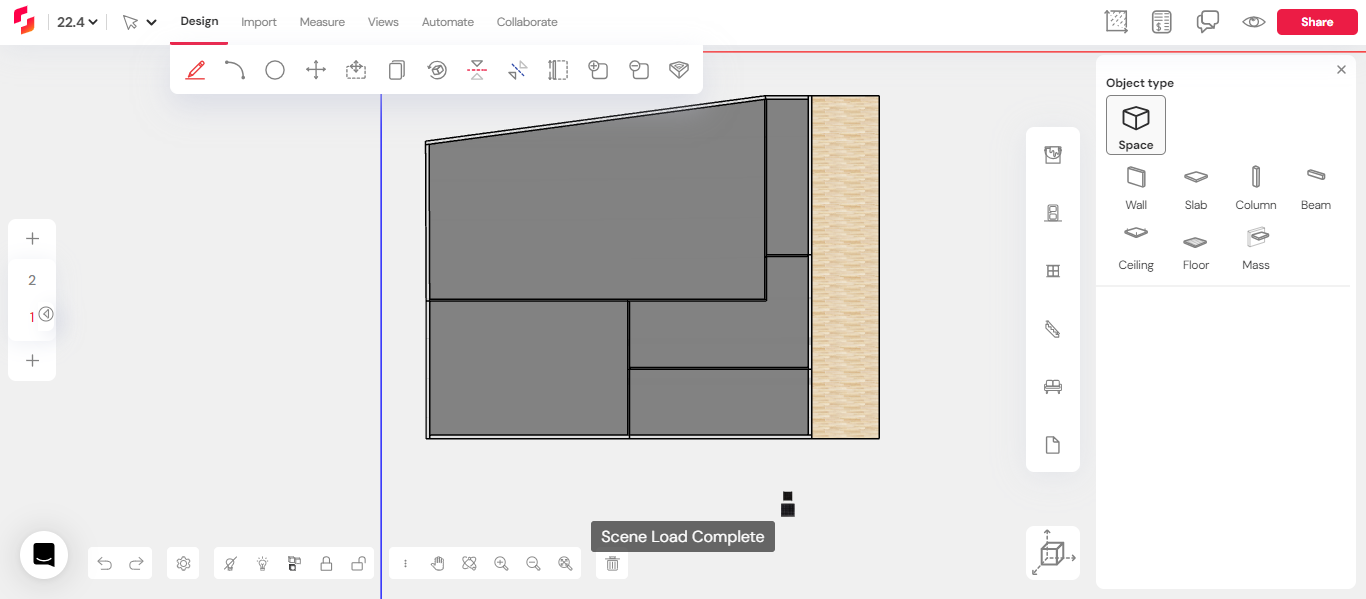 22.4
Design
Import
Measure
Views
Automate
Collaborate
Share
Object type
Space
Wall
Slab
Column
Beam
Ceiling
Floor
Mass
2
1
Scene Load Complete